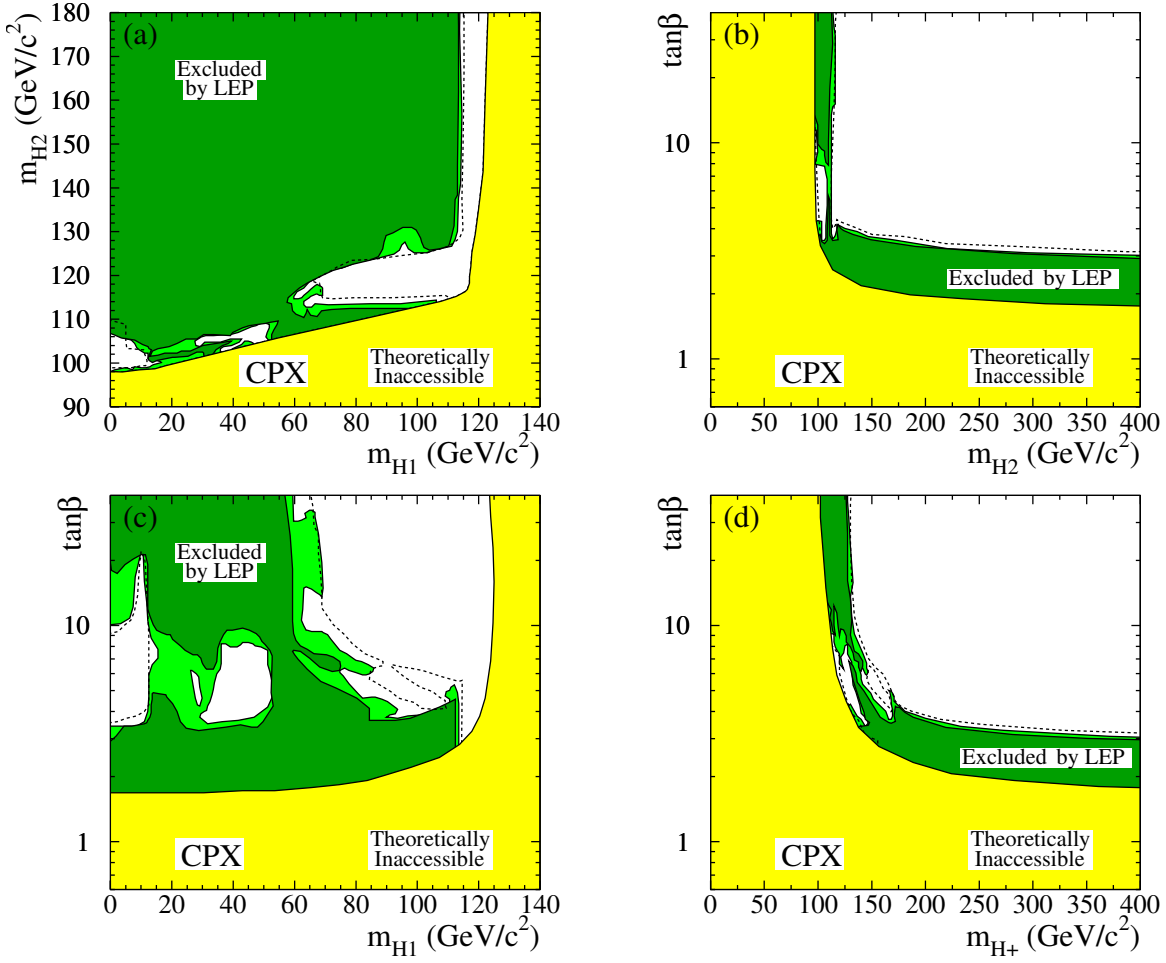 (a)
Excluded
by LEP
CPX
Theoretically
Inaccessible
180
170
160
150
140
130
120
110
100
90
m_H2 (GeV/c²)
0 20 40 60 80 100 120 140
m_H1 (GeV/c²)
(b)
Excluded by LEP
CPX
Theoretically
Inaccessible
tanβ
10
1
0 50 100 150 200 250 300 350 400
m_H2 (GeV/c²)
(c)
Excluded
by LEP
CPX
Theoretically
Inaccessible
tanβ
10
1
0 20 40 60 80 100 120 140
m_H1 (GeV/c²)
(d)
Excluded by LEP
CPX
Theoretically
Inaccessible
tanβ
10
1
0 50 100 150 200 250 300 350 400
m_H+ (GeV/c²)